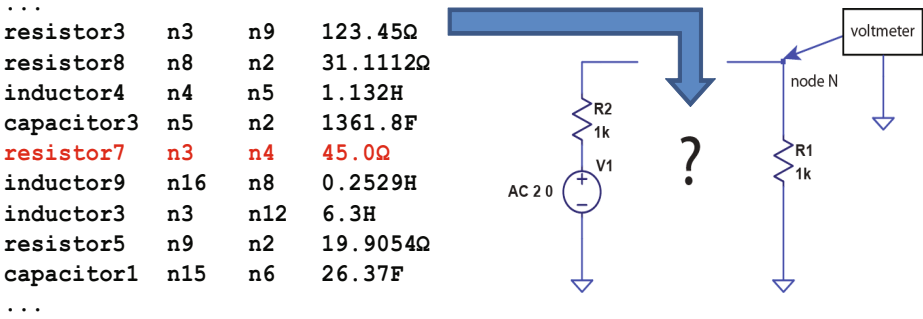 ...
resistor3 n3 n9 123.45Ω
resistor8 n8 n2 31.1112Ω
inductor4 n4 n5 1.132H
capacitor3 n5 n2 1361.8F
resistor7 n3 n4 45.0Ω
inductor9 n16 n8 0.2529H
inductor3 n3 n12 6.3H
resistor5 n9 n2 19.9054Ω
capacitor1 n15 n6 26.37F
...
voltmeter
node N
R2
1k
V1
+
−
AC 2 0
?
R1
1k